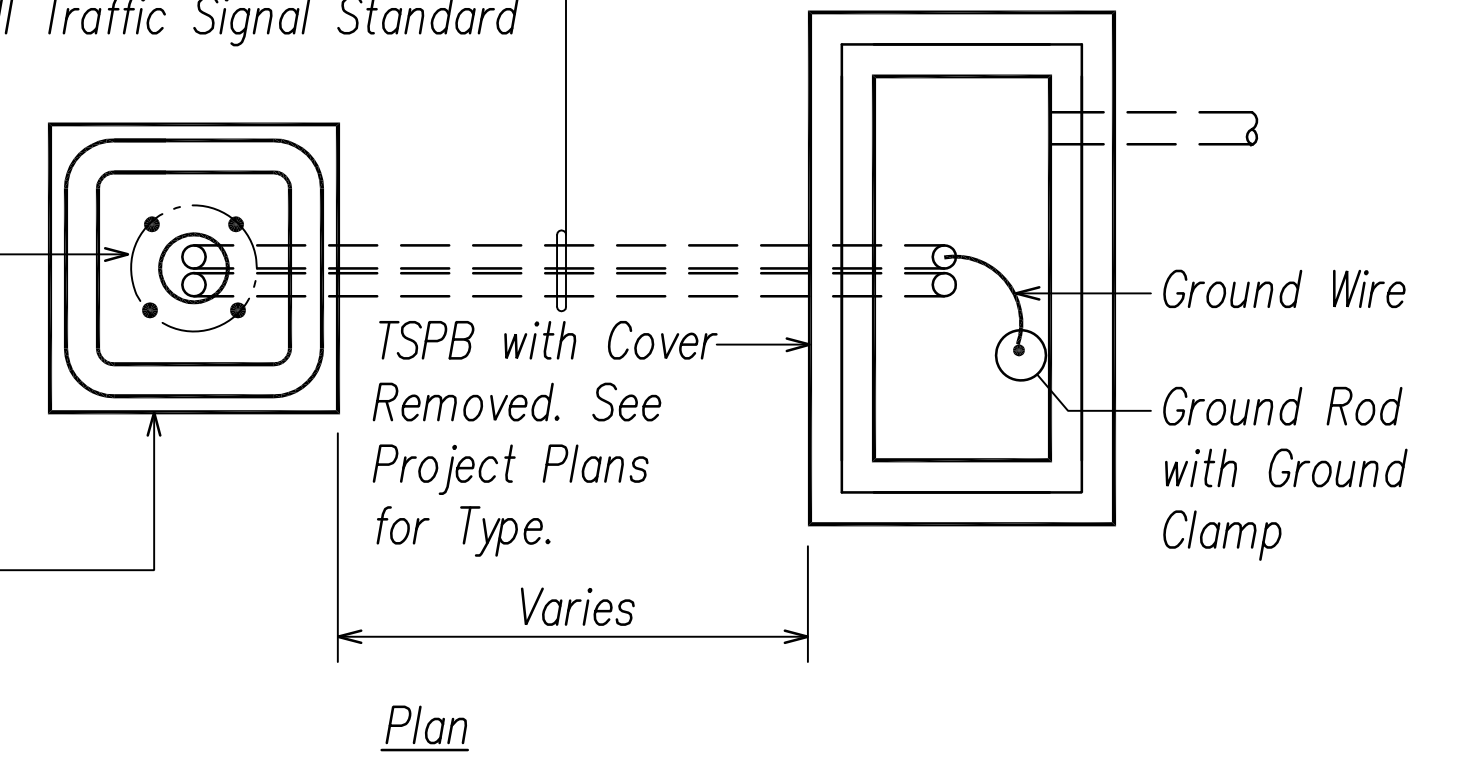 Traffic Signal Standard
TSPB with Cover
Removed. See
Project Plans
for Type.
Ground Wire
Ground Rod
with Ground
Clamp
Varies
Plan